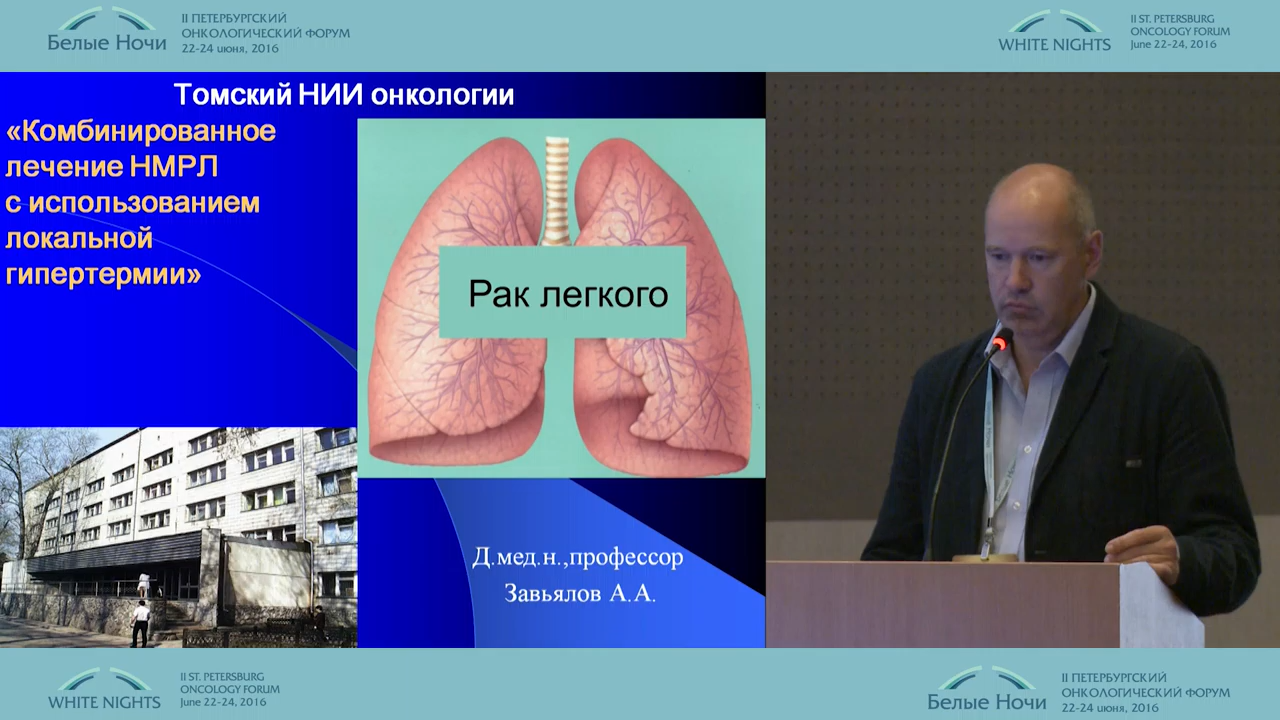 Белые Ночи
II ПЕТЕРБУРГСКИЙ
ОНКОЛОГИЧЕСКИЙ ФОРУМ
22-24 июня, 2016
WHITE NIGHTS
II ST. PETERSBURG
ONCOLOGY FORUM
June 22-24, 2016
Томский НИИ онкологии
«Комбинированное
лечение НМРЛ
с использованием
локальной
гипертермии»
Рак легкого
Д.мед.н.,профессор
Завьялов А.А.
WHITE NIGHTS
II ST. PETERSBURG
ONCOLOGY FORUM
June 22-24, 2016
Белые Ночи
II ПЕТЕРБУРГСКИЙ
ОНКОЛОГИЧЕСКИЙ ФОРУМ
22-24 июня, 2016